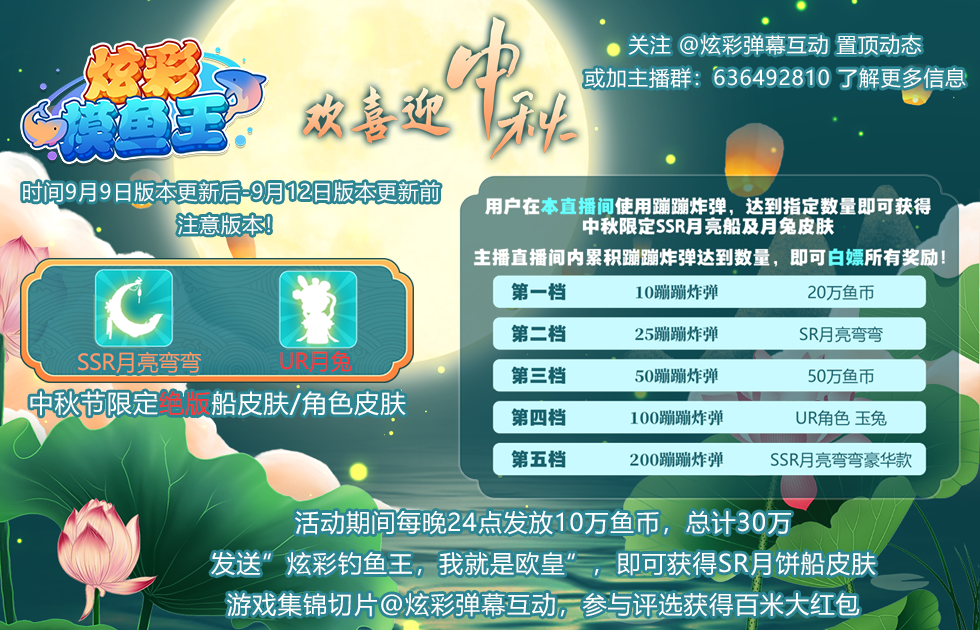 炫彩
摸鱼王
欢喜迎中秋
关注 @炫彩弹幕互动 置顶动态
或加主播群：636492810 了解更多信息
时间9月9日版本更新后-9月12日版本更新前
注意版本！
SSR月亮弯弯
UR月兔
中秋节限定绝版船皮肤/角色皮肤
用户在本直播间使用蹦蹦炸弹，达到指定数量即可获得
中秋限定SSR月亮船及月兔皮肤
主播直播间内累积蹦蹦炸弹达到数量，即可白嫖所有奖励！
第一档 10蹦蹦炸弹 20万鱼币
第二档 25蹦蹦炸弹 SR月亮弯弯
第三档 50蹦蹦炸弹 50万鱼币
第四档 100蹦蹦炸弹 UR角色 玉兔
第五档 200蹦蹦炸弹 SSR月亮弯弯豪华款
活动期间每晚24点发放10万鱼币，总计30万
发送”炫彩钓鱼王，我就是欧皇”，即可获得SR月饼船皮肤
游戏集锦切片@炫彩弹幕互动，参与评选获得百米大红包